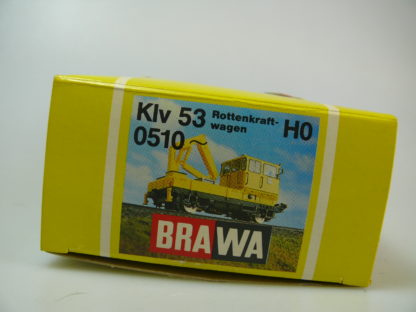 Klv 53 Rottenkraft-
wagen H0
0510
BRAWA